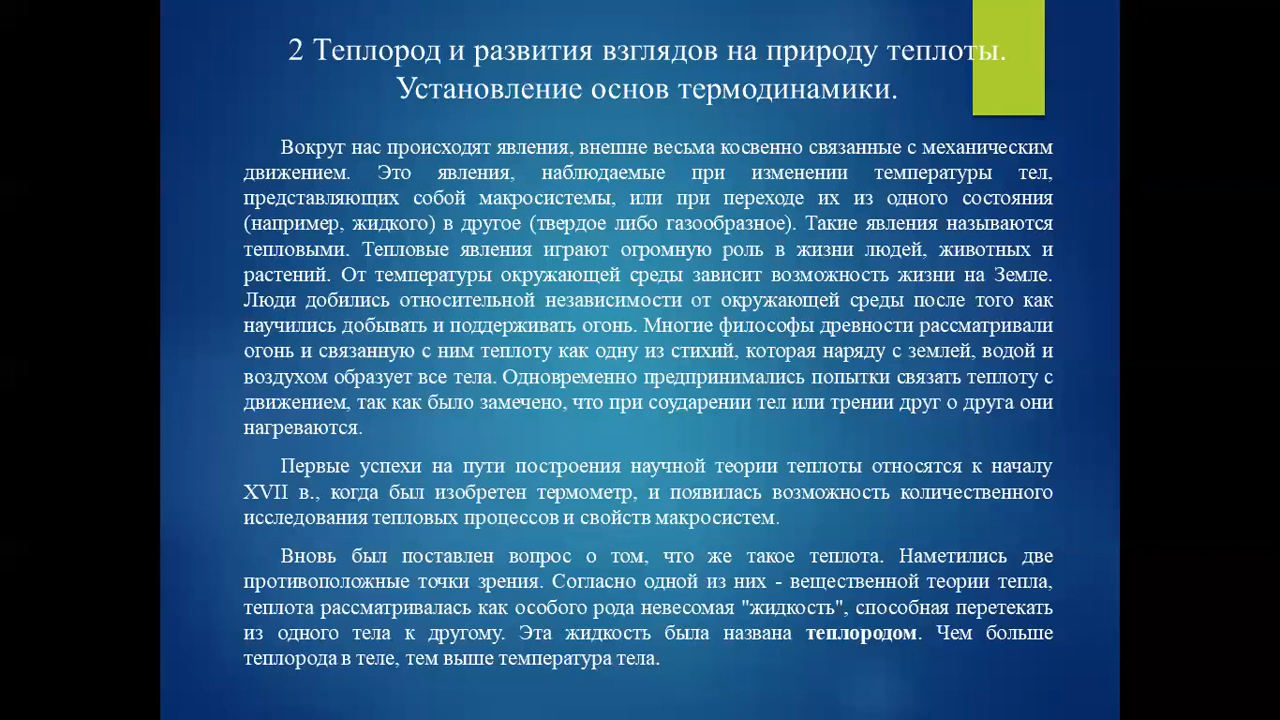 2 Теплород и развития взглядов на природу теплоты.
Установление основ термодинамики.
Вокруг нас происходят явления, внешне весьма косвенно связанные с механическим
движением. Это явления, наблюдаемые при изменении температуры тел,
представляющих собой макросистемы, или при переходе их из одного состояния
(например, жидкого) в другое (твердое либо газообразное). Такие явления называются
тепловыми. Тепловые явления играют огромную роль в жизни людей, животных и
растений. От температуры окружающей среды зависит возможность жизни на Земле.
Люди добились относительной независимости от окружающей среды после того как
научились добывать и поддерживать огонь. Многие философы древности рассматривали
огонь и связанную с ним теплоту как одну из стихий, которая наряду с землей, водой и
воздухом образует все тела. Одновременно предпринимались попытки связать теплоту с
движением, так как было замечено, что при соударении тел или трении друг о друга они
нагреваются.
Первые успехи на пути построения научной теории теплоты относятся к началу
XVII в., когда был изобретен термометр, и появилась возможность количественного
исследования тепловых процессов и свойств макросистем.
Вновь был поставлен вопрос о том, что же такое теплота. Наметились две
противоположные точки зрения. Согласно одной из них - вещественной теории тепла,
теплота рассматривалась как особого рода невесомая "жидкость", способная перетекать
из одного тела к другому. Эта жидкость была названа теплородом. Чем больше
теплорода в теле, тем выше температура тела.